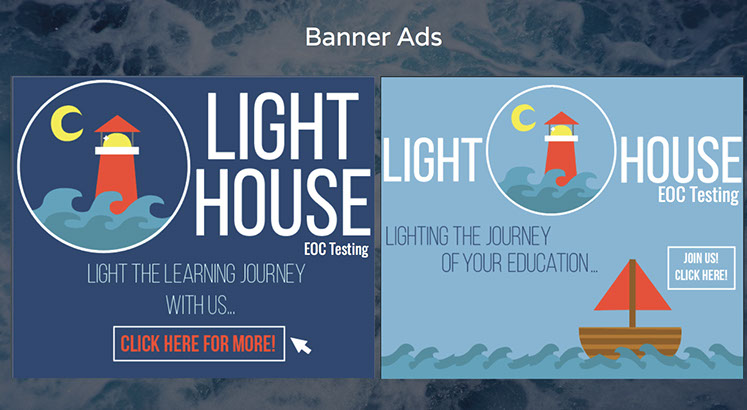 Banner Ads
LIGHT
HOUSE
EOC Testing
LIGHT THE LEARNING JOURNEY
WITH US...
CLICK HERE FOR MORE!
LIGHT HOUSE
EOC Testing
LIGHTING THE JOURNEY
OF YOUR EDUCATION...
JOIN US!
CLICK HERE!